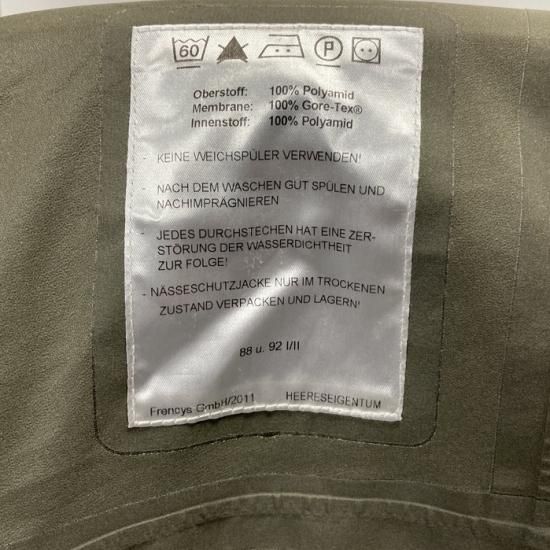 60 P
Oberstoff: 100% Polyamid
Membrane: 100% Gore-Tex®
Innenstoff: 100% Polyamid
- KEINE WEICHSPÜLER VERWENDEN!
- NACH DEM WASCHEN GUT SPÜLEN UND
NACHIMPRÄGNIEREN
- JEDES DURCHSTECHEN HAT EINE ZER-
STÖRUNG DER WASSERDICHTHEIT
ZUR FOLGE!
- NÄSSESCHUTZJACKE NUR IM TROCKENEN
ZUSTAND VERPACKEN UND LAGERN!
88 u. 92 I/II
Frencys GmbH/2011 HEERESEIGENTUM